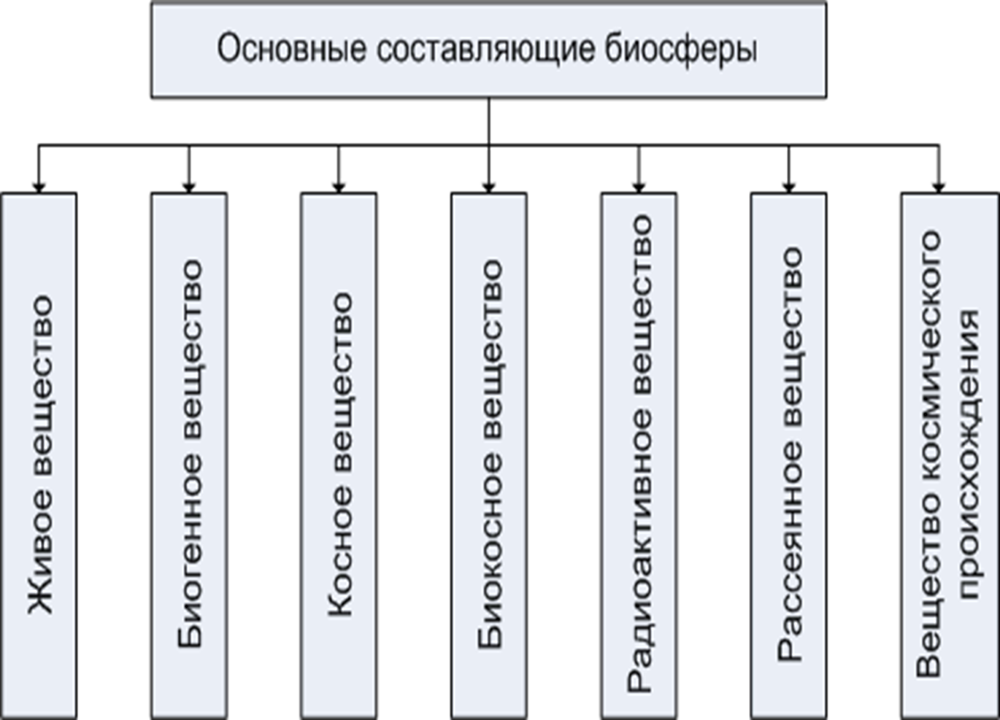 Основные составляющие биосферы
Живое вещество
Биогенное вещество
Косное вещество
Биокосное вещество
Радиоактивное вещество
Рассеянное вещество
Вещество космического
происхождения